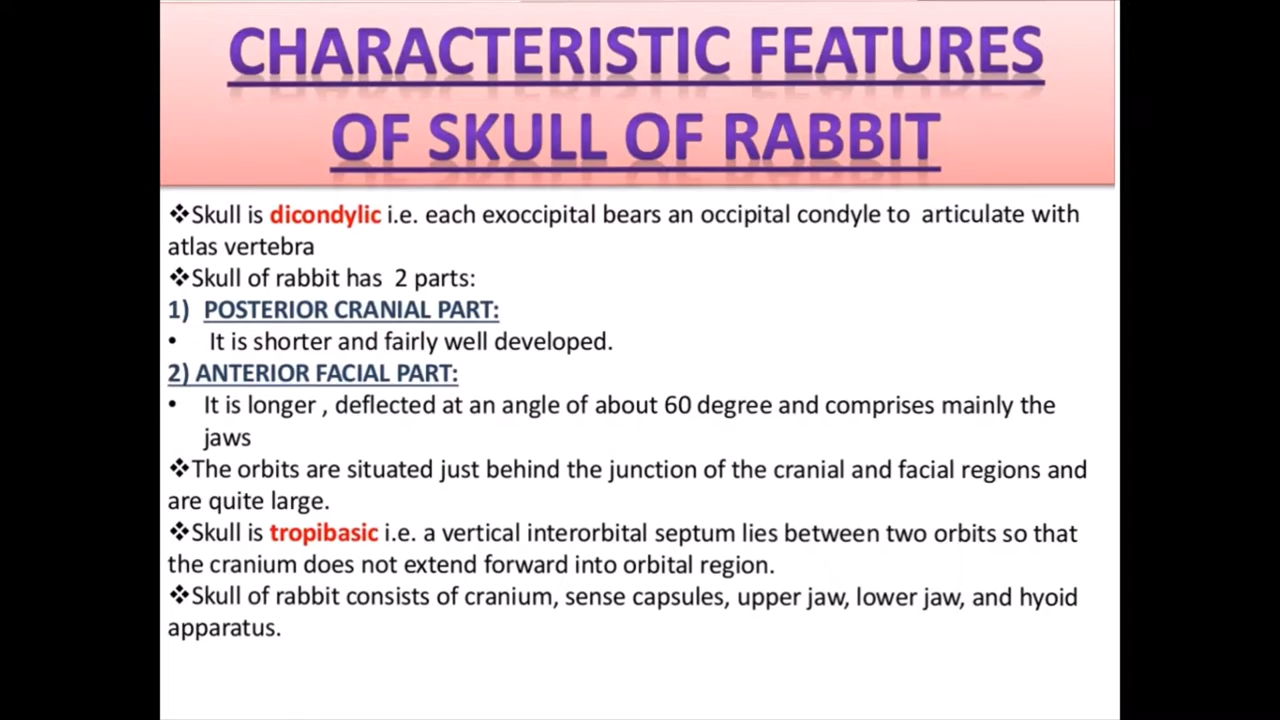 CHARACTERISTIC FEATURES
OF SKULL OF RABBIT
❖Skull is dicondylic i.e. each exoccipital bears an occipital condyle to articulate with
atlas vertebra
❖Skull of rabbit has 2 parts:
1) POSTERIOR CRANIAL PART:
• It is shorter and fairly well developed.
2) ANTERIOR FACIAL PART:
• It is longer , deflected at an angle of about 60 degree and comprises mainly the
jaws
❖The orbits are situated just behind the junction of the cranial and facial regions and
are quite large.
❖Skull is tropibasic i.e. a vertical interorbital septum lies between two orbits so that
the cranium does not extend forward into orbital region.
❖Skull of rabbit consists of cranium, sense capsules, upper jaw, lower jaw, and hyoid
apparatus.